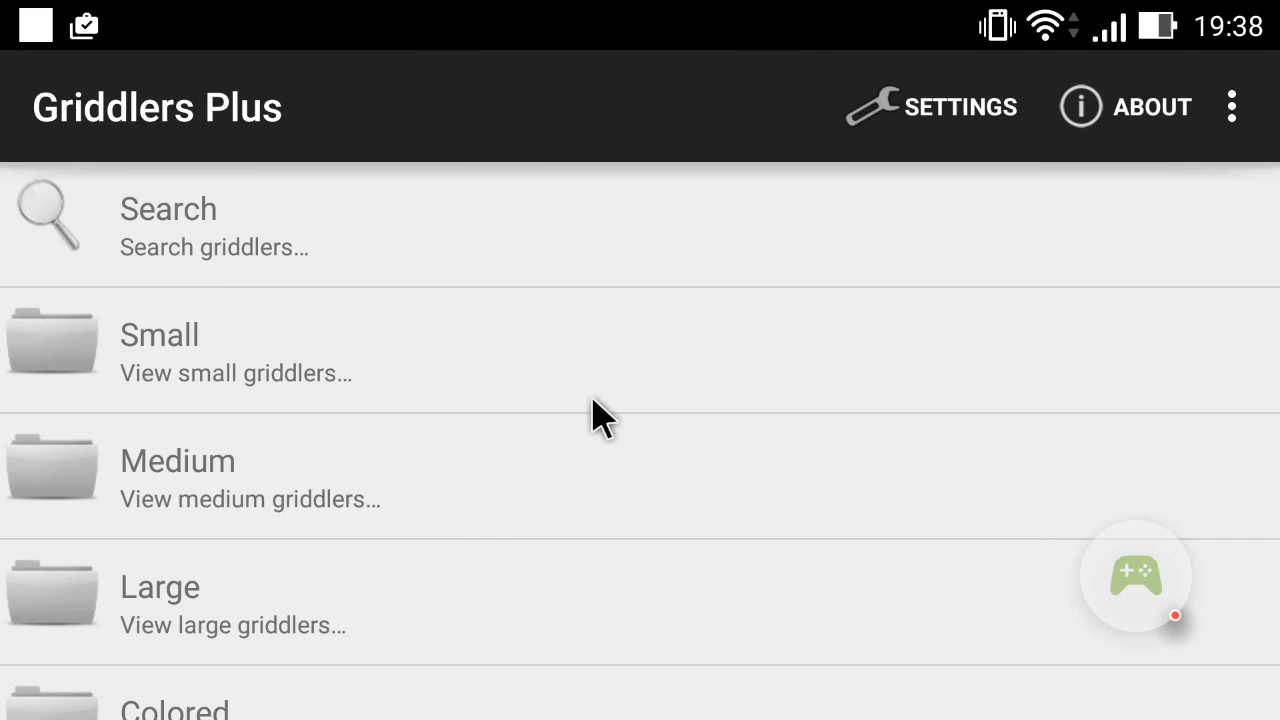 19:38
Griddlers Plus
SETTINGS
ABOUT
Search
Search griddlers...
Small
View small griddlers...
Medium
View medium griddlers...
Large
View large griddlers...
Colored